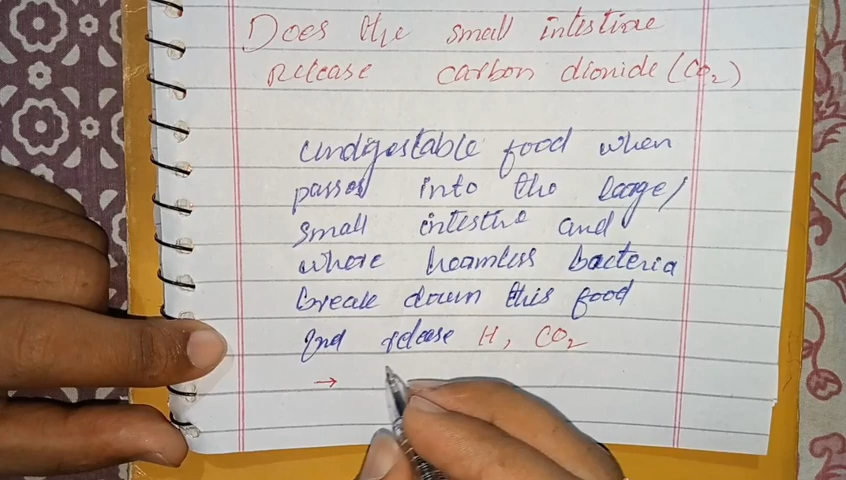 Does the small intistine
release carbon dioxide (CO2)
undigestable food when
passes into the large/
small intestine and
where harmless bacteria
break down this food
and release H, CO2
→